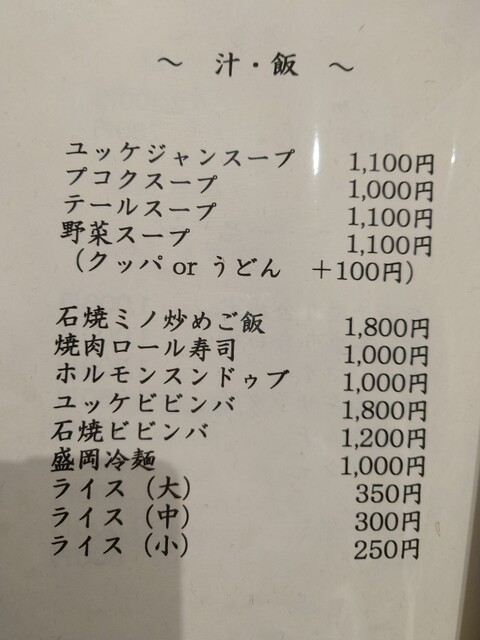 ～ 汁・飯 ～
ユッケジャンスープ 1,100円
プコクスープ 1,000円
テールスープ 1,100円
野菜スープ 1,100円
（クッパ or うどん ＋100円）
石焼ミノ炒めご飯 1,800円
焼肉ロール寿司 1,000円
ホルモンスンドゥブ 1,000円
ユッケビビンバ 1,800円
石焼ビビンバ 1,200円
盛岡冷麺 1,000円
ライス（大） 350円
ライス（中） 300円
ライス（小） 250円